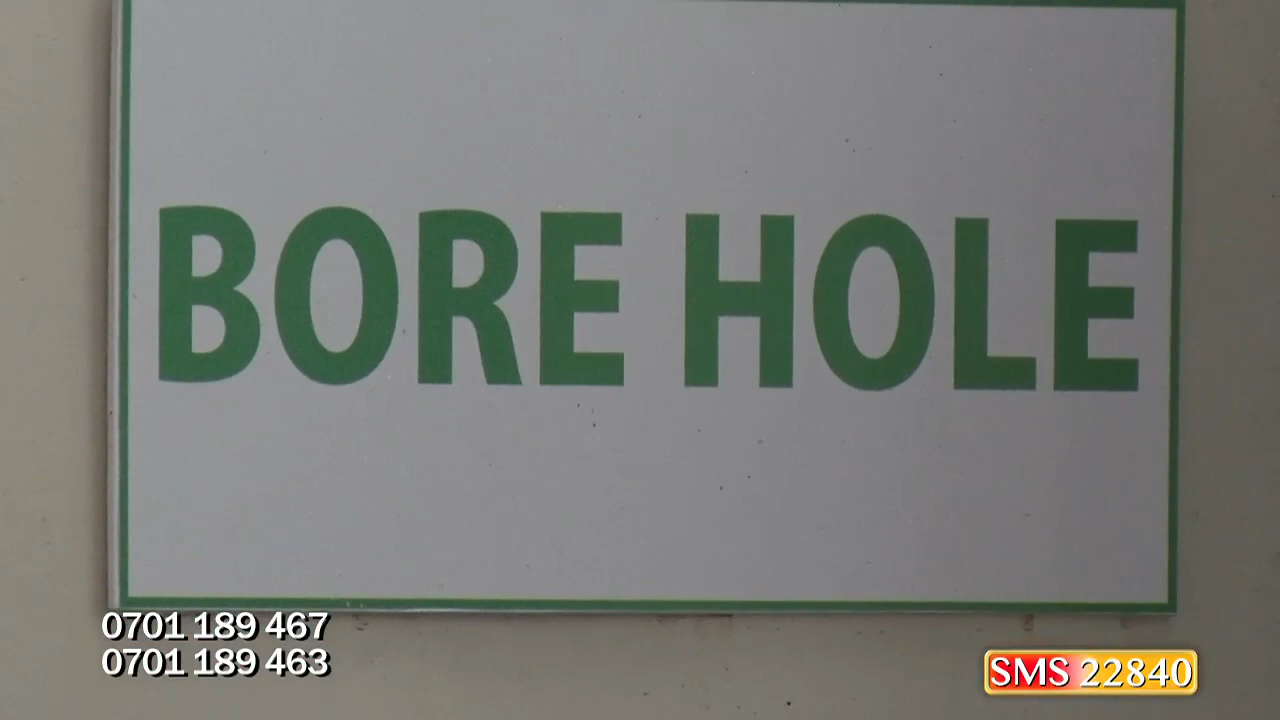 BORE HOLE
0701 189 467
0701 189 463
SMS 22840